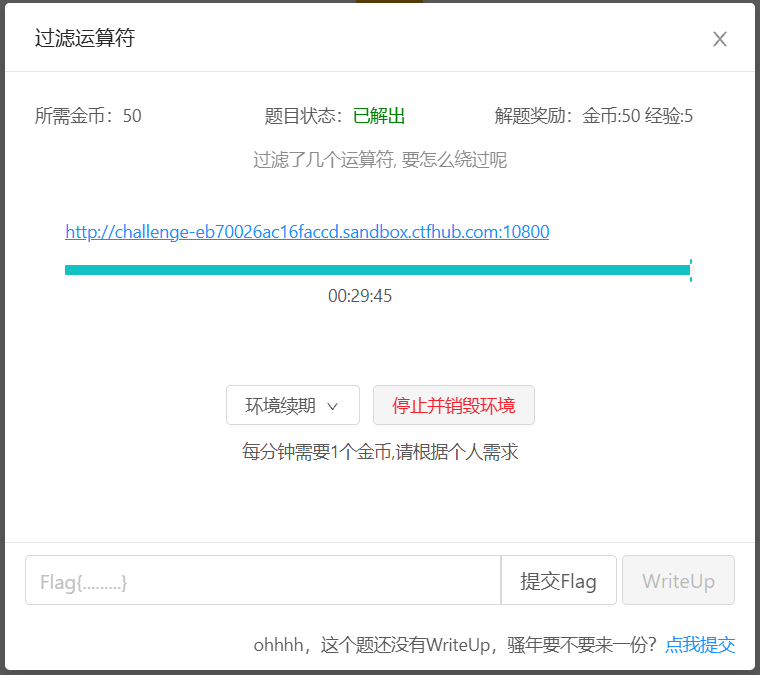 过滤运算符
所需金币：50 题目状态：已解出 解题奖励：金币:50 经验:5
过滤了几个运算符, 要怎么绕过呢
http://challenge-eb70026ac16faccd.sandbox.ctfhub.com:10800
00:29:45
环境续期 停止并销毁环境
每分钟需要1个金币,请根据个人需求
Flag{.........} 提交Flag WriteUp
ohhhh，这个题还没有WriteUp，骚年要不要来一份？点我提交